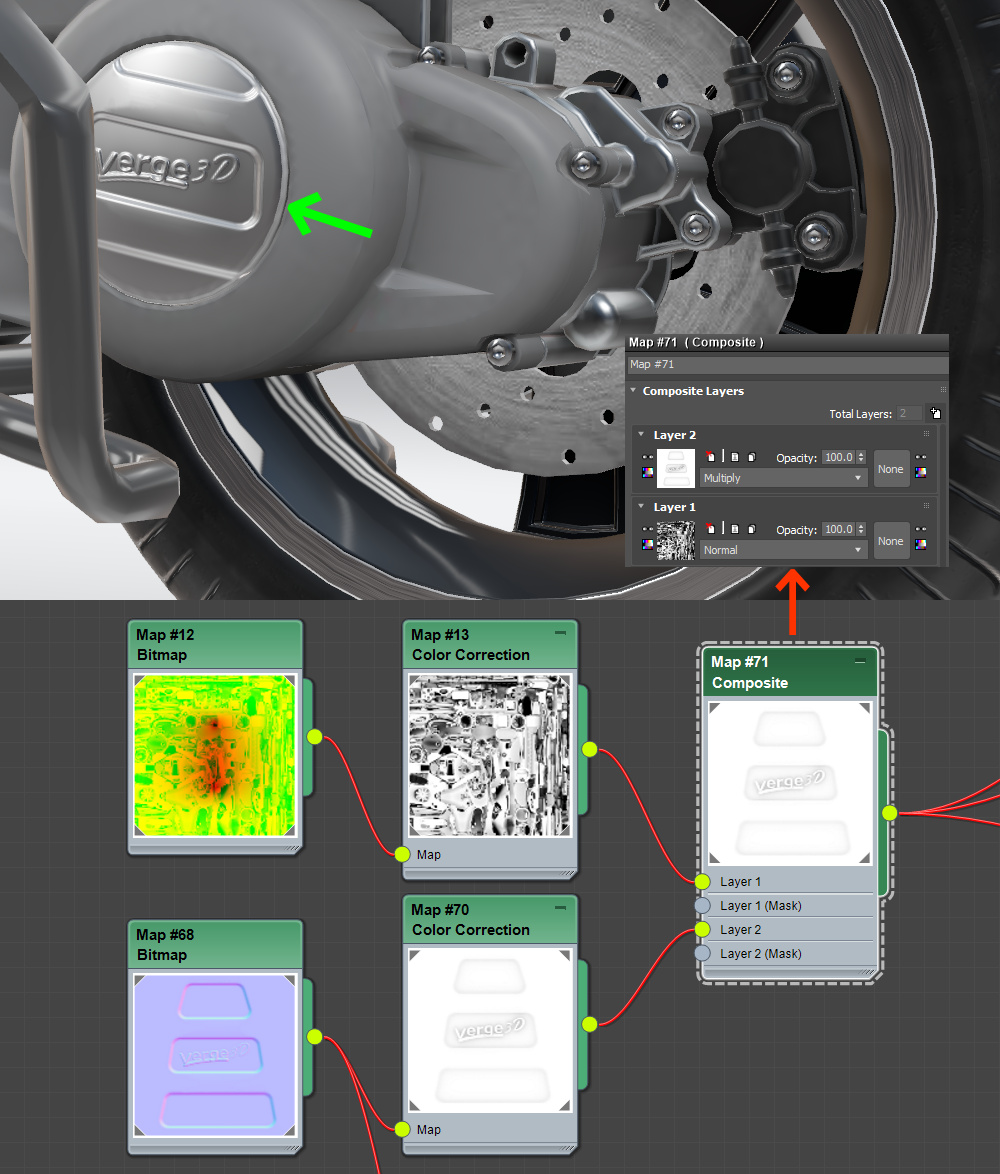 verge3D
Map #71 ( Composite )
Map #71
Composite Layers
Total Layers: 2
Layer 2
Opacity: 100.0
Multiply
None
Layer 1
Opacity: 100.0
Normal
None
Map #12
Bitmap
Map #13
Color Correction
Map
Map #71
Composite
verge3D
Layer 1
Layer 1 (Mask)
Layer 2
Layer 2 (Mask)
Map #68
Bitmap
verge3D
Map #70
Color Correction
verge3D
Map